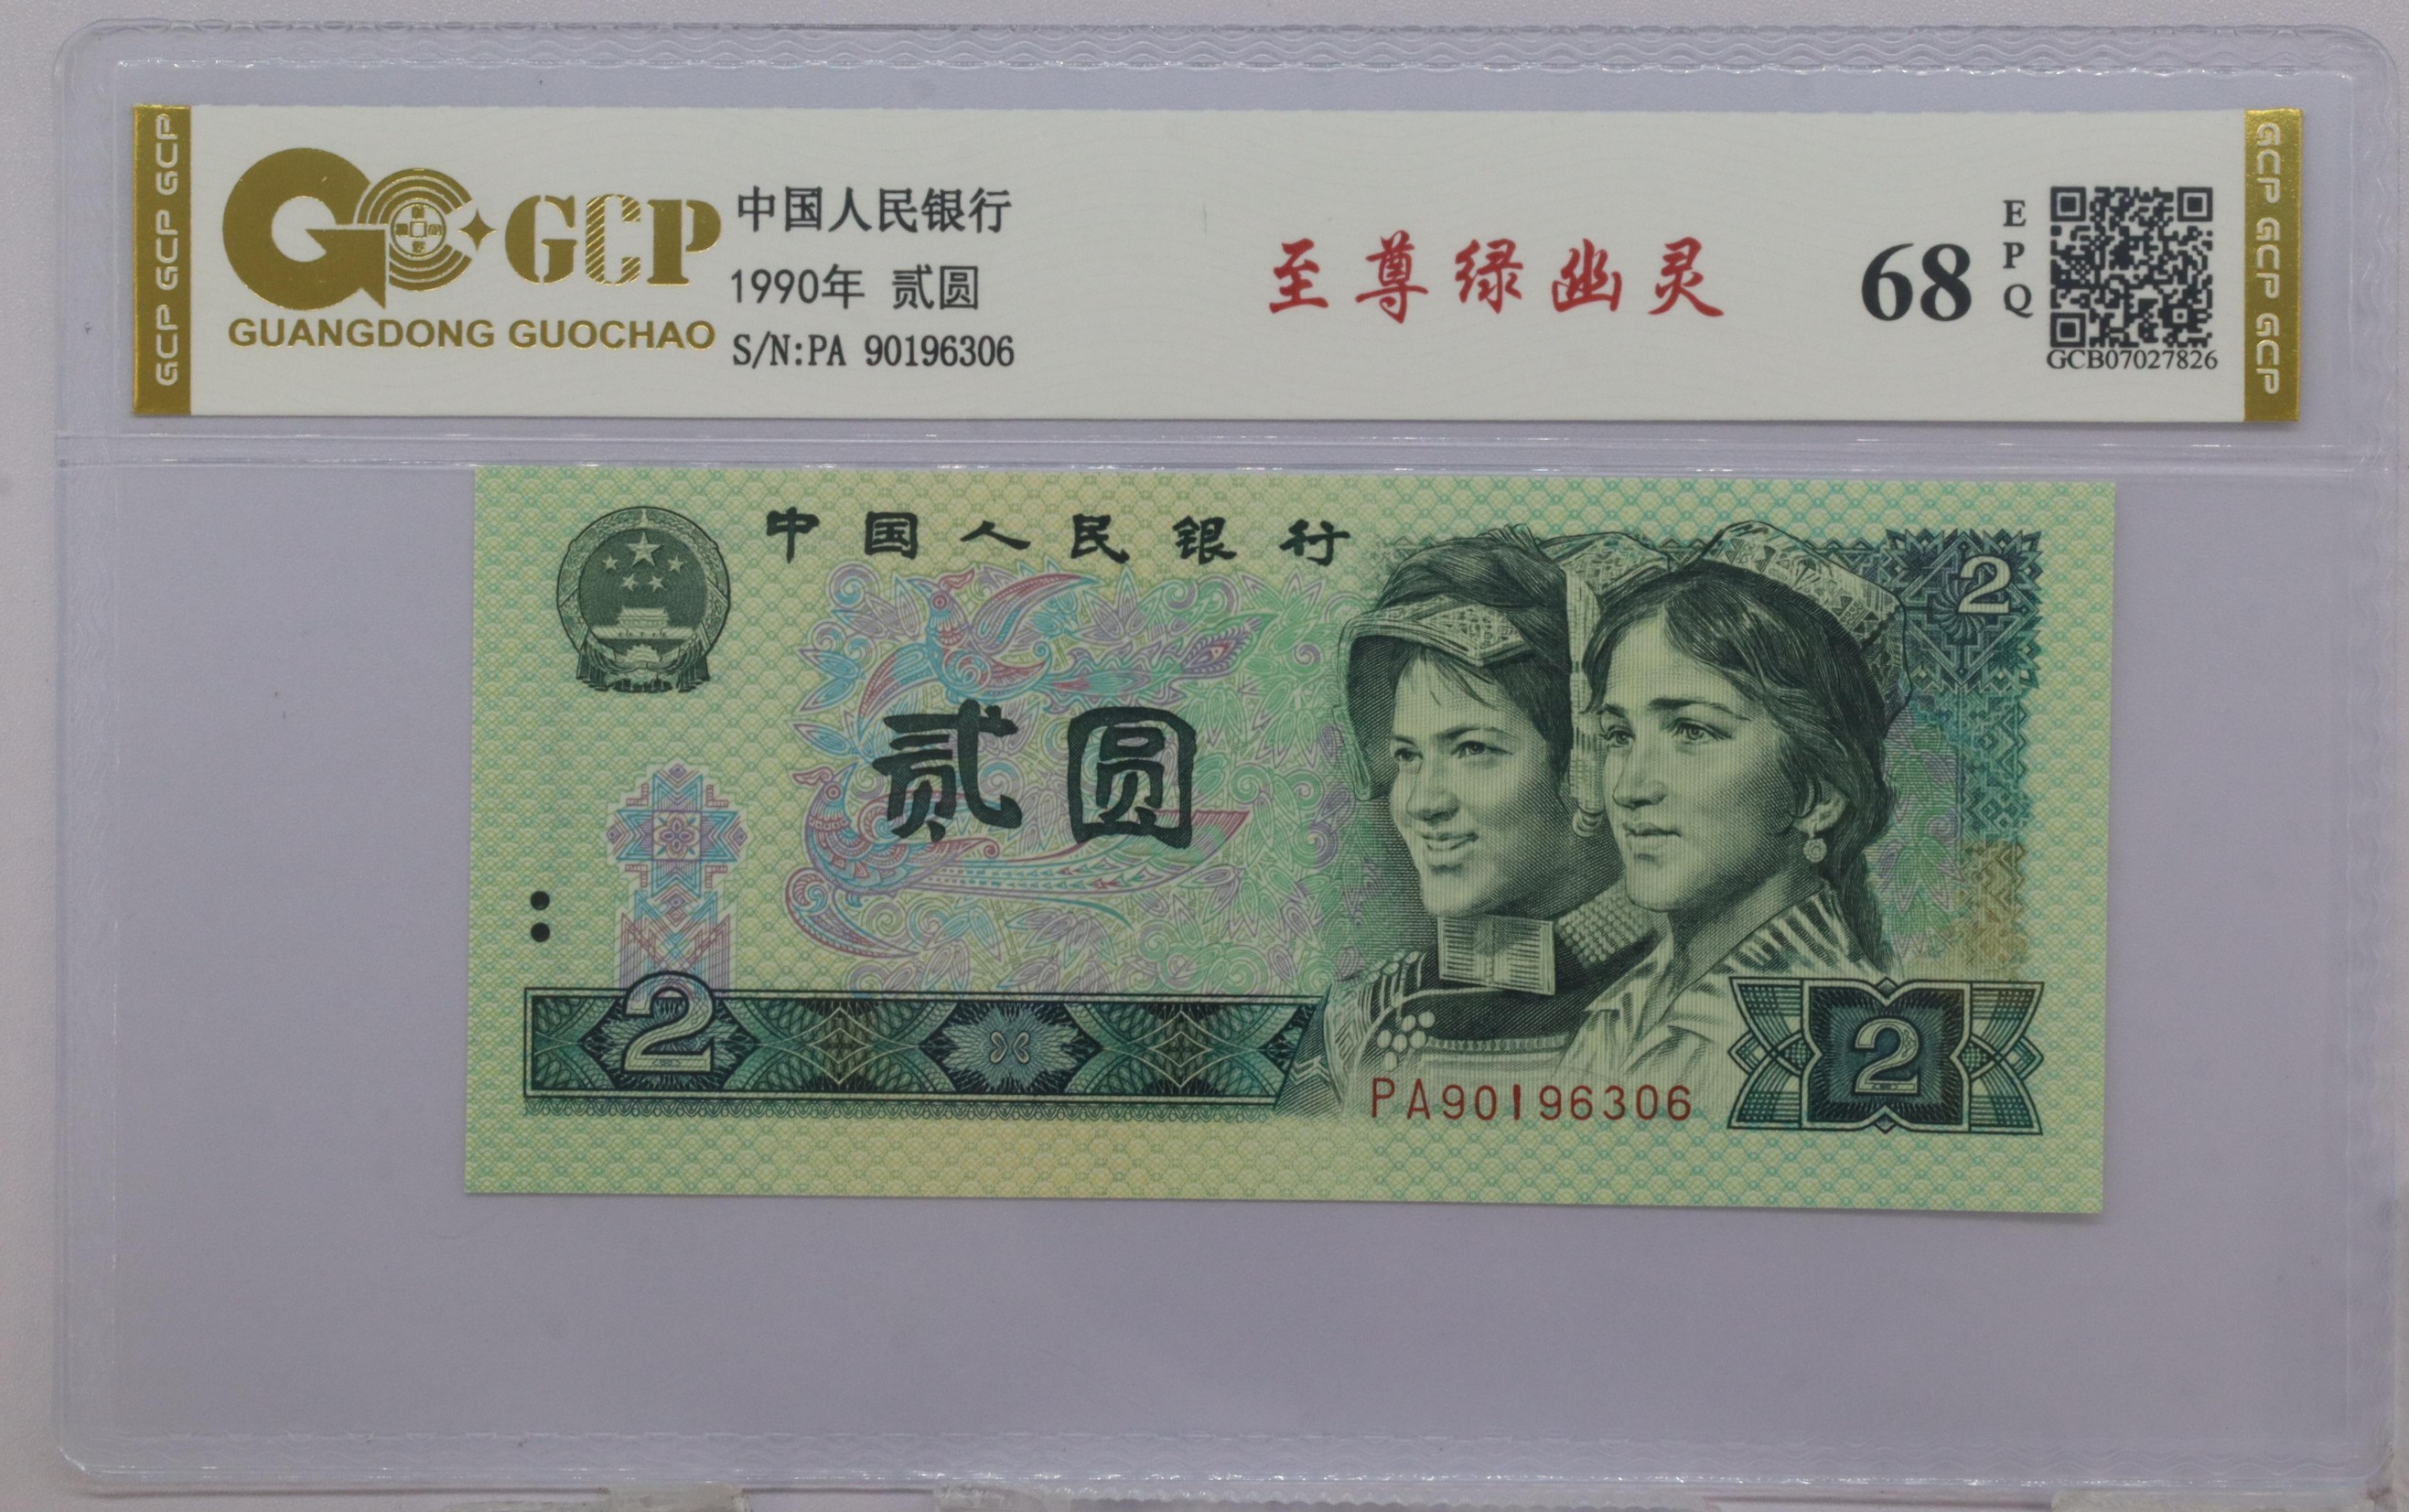 GCP GCP GCP
GCP
中国人民银行
1990年 贰圆
GUANGDONG GUOCHAO
S/N:PA 90196306
至尊绿幽灵
68
EPQ
GCB07027826
GCP GCP GCP
中国人民银行
2
贰圆
2
PA90196306
2